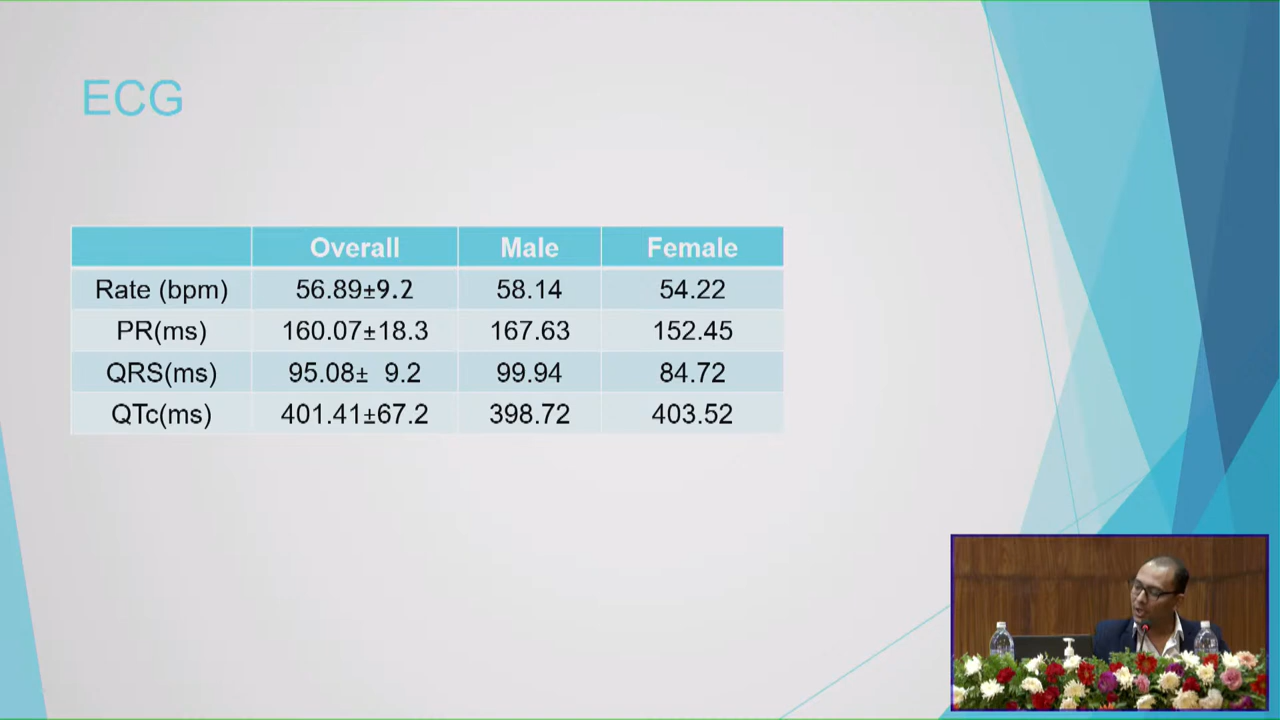 ECG
Overall Male Female
Rate (bpm) 56.89±9.2 58.14 54.22
PR(ms) 160.07±18.3 167.63 152.45
QRS(ms) 95.08±  9.2 99.94 84.72
QTc(ms) 401.41±67.2 398.72 403.52